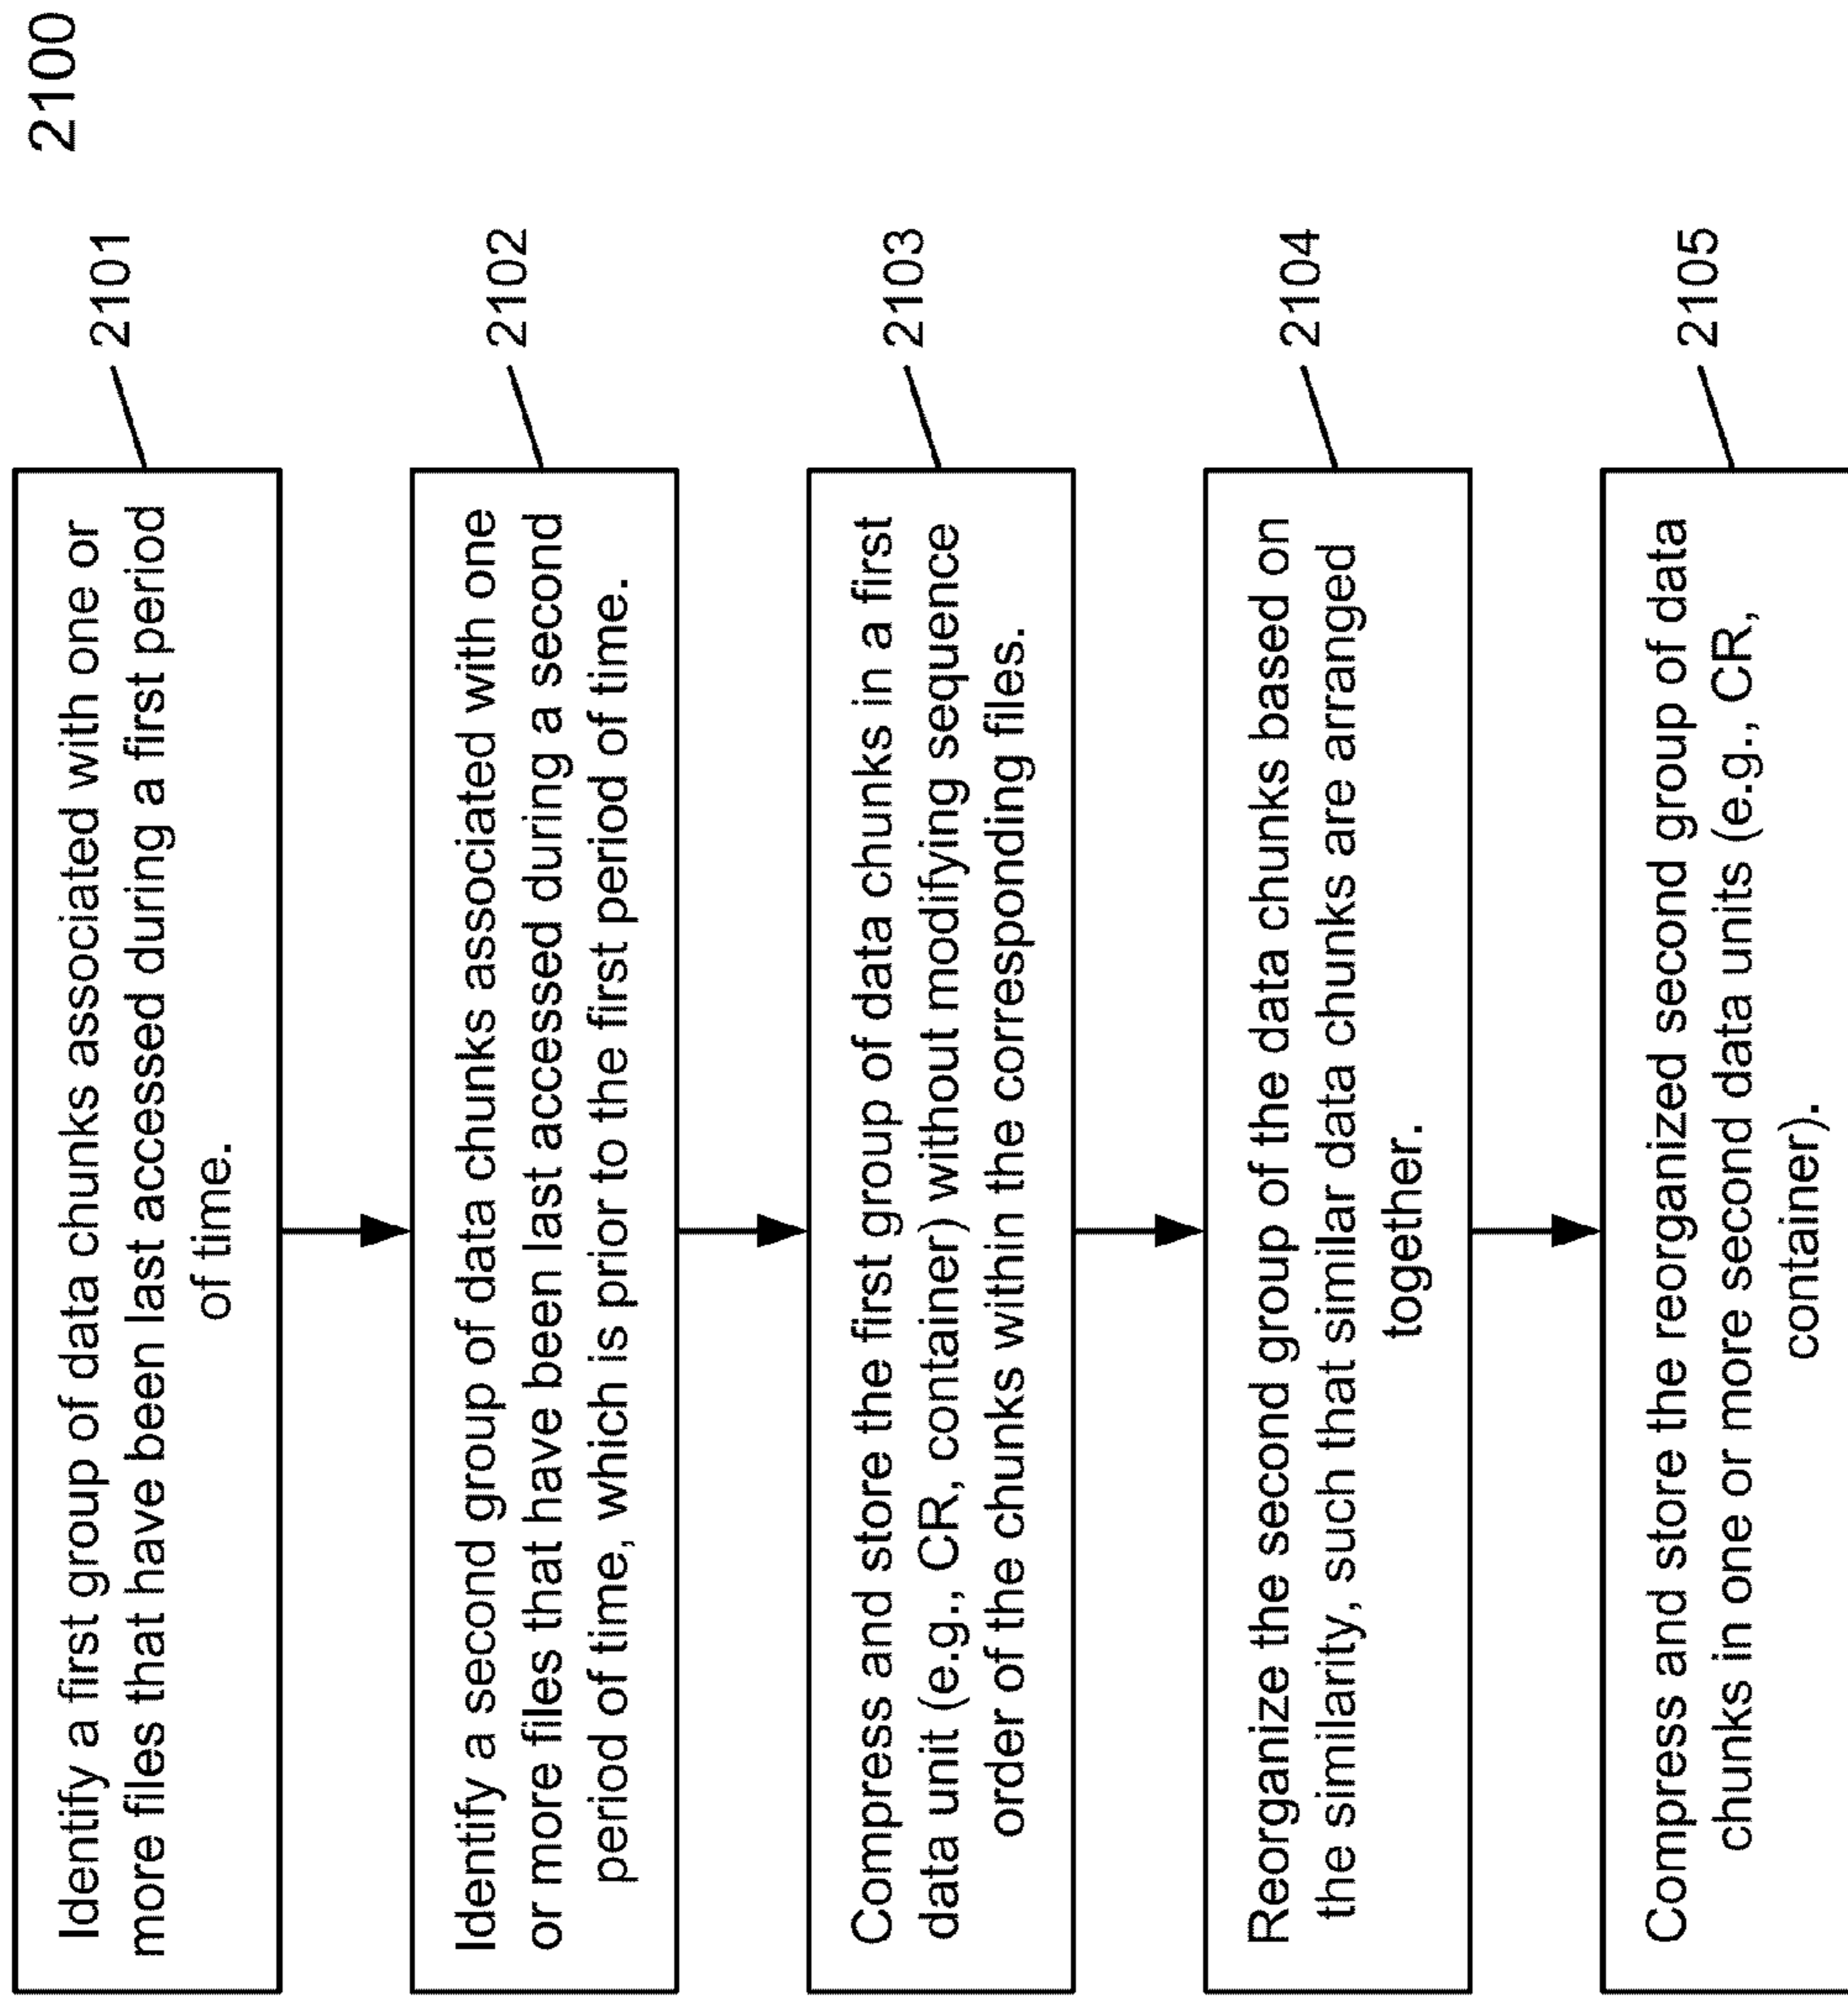 2100
Identify a first group of data chunks associated with one or
more files that have been last accessed during a first period
of time.
2101
Identify a second group of data chunks associated with one
or more files that have been last accessed during a second
period of time, which is prior to the first period of time.
2102
Compress and store the first group of data chunks in a first
data unit (e.g., CR, container) without modifying sequence
order of the chunks within the corresponding files.
2103
Reorganize the second group of the data chunks based on
the similarity, such that similar data chunks are arranged
together.
2104
Compress and store the reorganized second group of data
chunks in one or more second data units (e.g., CR,
container).
2105